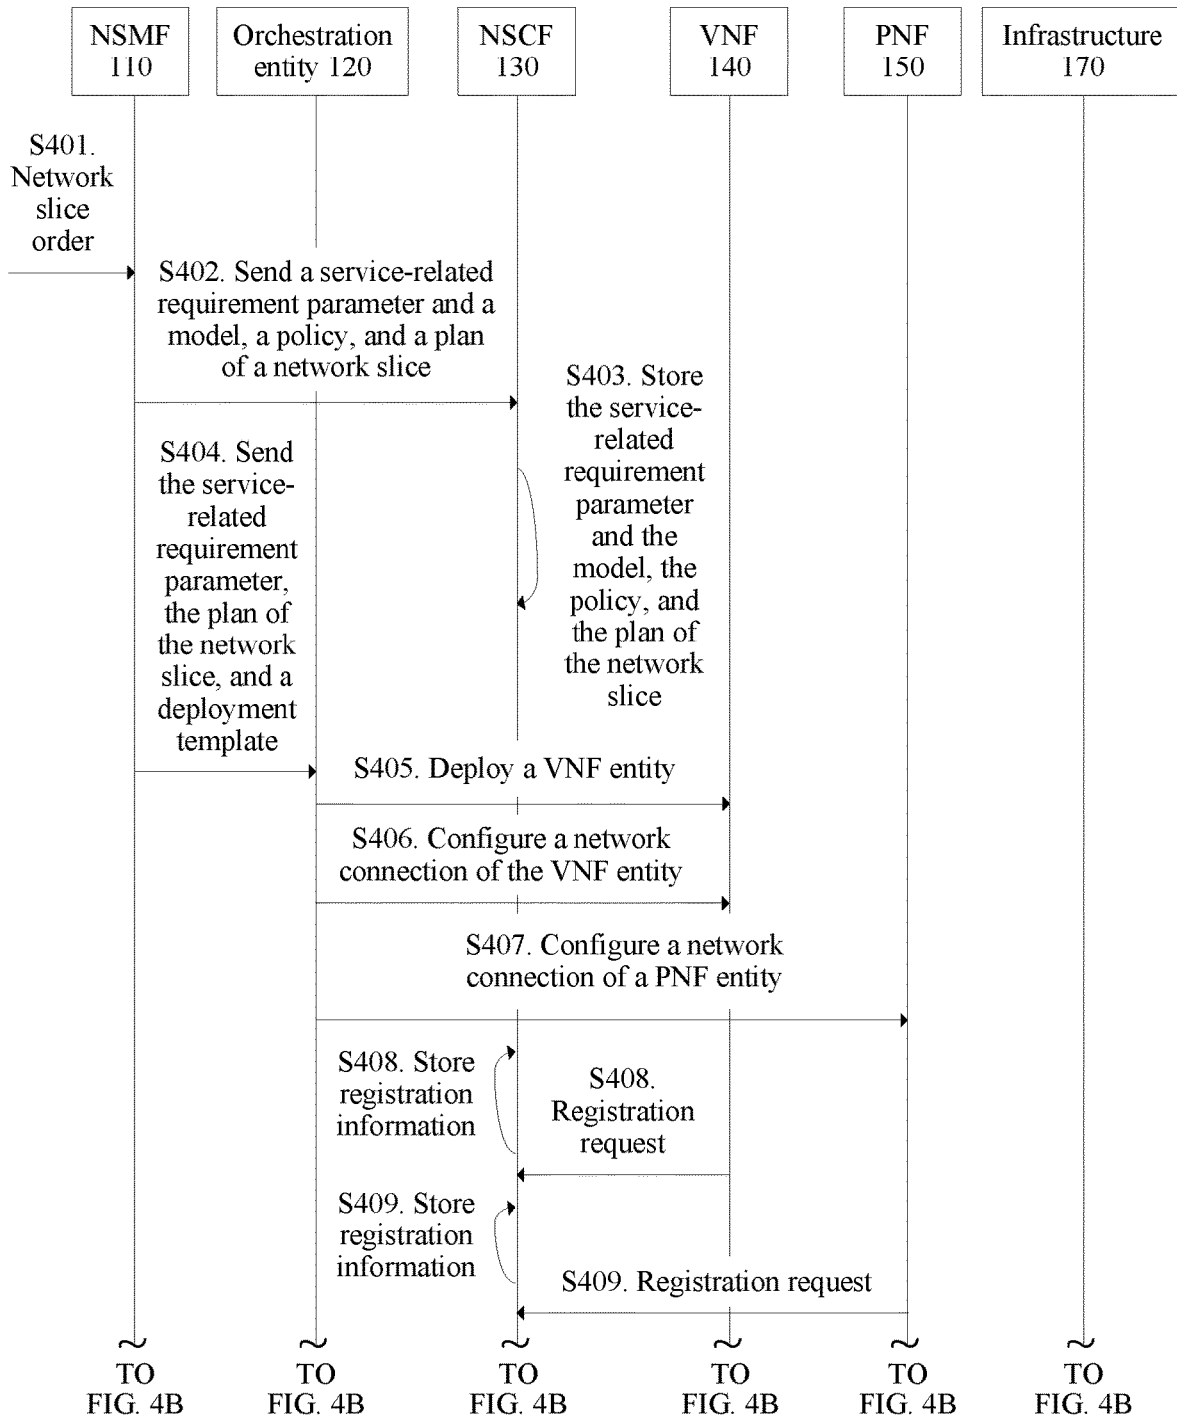 NSMF
110
Orchestration
entity 120
NSCF
130
VNF
140
PNF
150
Infrastructure
170
S401.
Network
slice
order
S402. Send a service-related
requirement parameter and a
model, a policy, and a plan
of a network slice
S403. Store
the service-
related
requirement
parameter
and the
model, the
policy, and
the plan of
the network
slice
S404. Send
the service-
related
requirement
parameter,
the plan of
the network
slice, and a
deployment
template
S405. Deploy a VNF entity
S406. Configure a network
connection of the VNF entity
S407. Configure a network
connection of a PNF entity
S408. Store
registration
information
S408.
Registration
request
S409. Store
registration
information
S409. Registration request
TO
FIG. 4B
TO
FIG. 4B
TO
FIG. 4B
TO
FIG. 4B
TO
FIG. 4B
TO
FIG. 4B